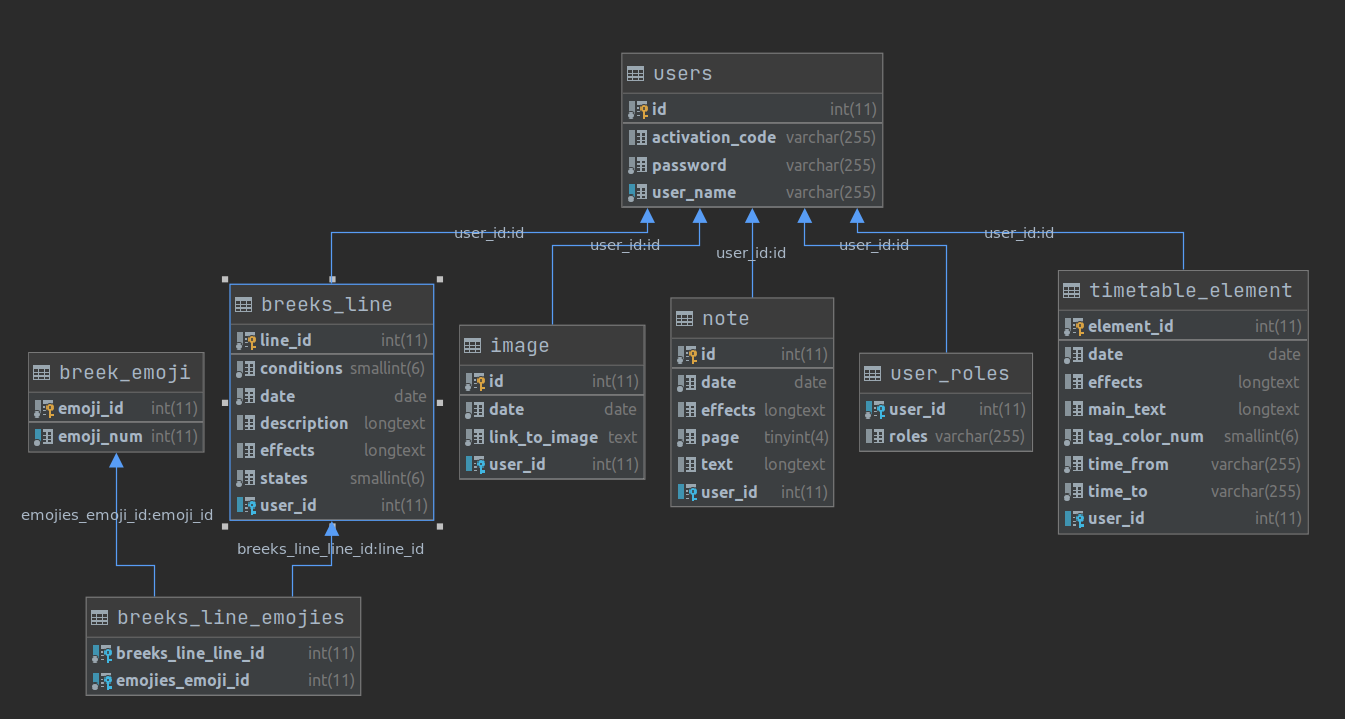 users
id int(11)
activation_code varchar(255)
password varchar(255)
user_name varchar(255)
user_id:id
user_id:id
user_id:id
user_id:id
user_id:id
breeks_line
line_id int(11)
conditions smallint(6)
date date
description longtext
effects longtext
states smallint(6)
user_id int(11)
image
id int(11)
date date
link_to_image text
user_id int(11)
note
id int(11)
date date
effects longtext
page tinyint(4)
text longtext
user_id int(11)
user_roles
user_id int(11)
roles varchar(255)
timetable_element
element_id int(11)
date date
effects longtext
main_text longtext
tag_color_num smallint(6)
time_from varchar(255)
time_to varchar(255)
user_id int(11)
breek_emoji
emoji_id int(11)
emoji_num int(11)
emojies_emoji_id:emoji_id
breeks_line_line_id:line_id
breeks_line_emojies
breeks_line_line_id int(11)
emojies_emoji_id int(11)